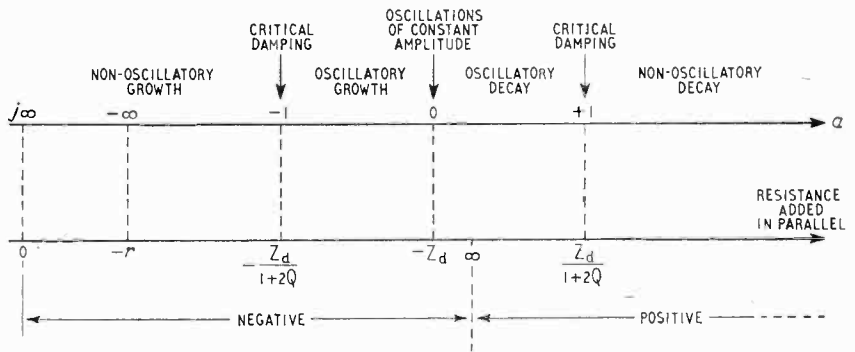 OSCILLATIONS
OF CONSTANT
AMPLITUDE
CRITICAL
DAMPING
CRITICAL
DAMPING
NON-OSCILLATORY
GROWTH
OSCILLATORY
GROWTH
OSCILLATORY
DECAY
NON-OSCILLATORY
DECAY
j∞ -∞ -1 0 +1 a
RESISTANCE
ADDED
IN PARALLEL
0 -r -Zd/1+2Q -Zd ∞ Zd/1+2Q
NEGATIVE POSITIVE